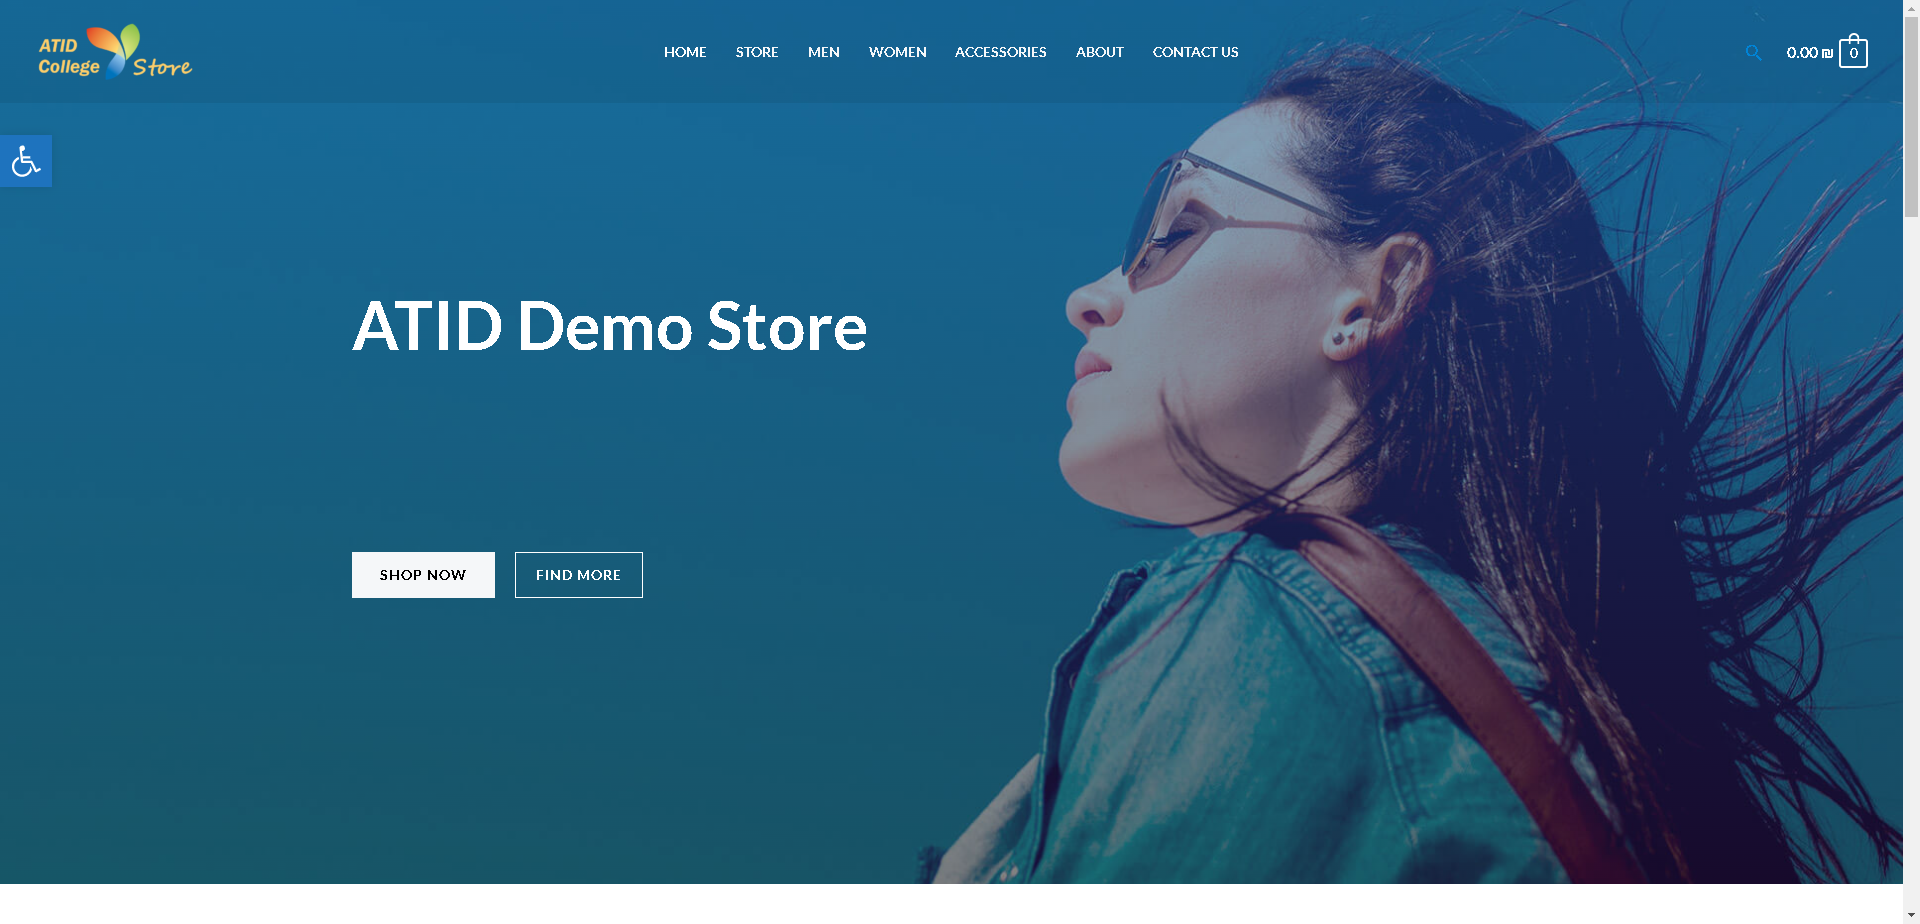 ATID
College Store
HOME STORE MEN WOMEN ACCESSORIES ABOUT CONTACT US
0.00 ₪ 0
ATID Demo Store
SHOP NOW FIND MORE